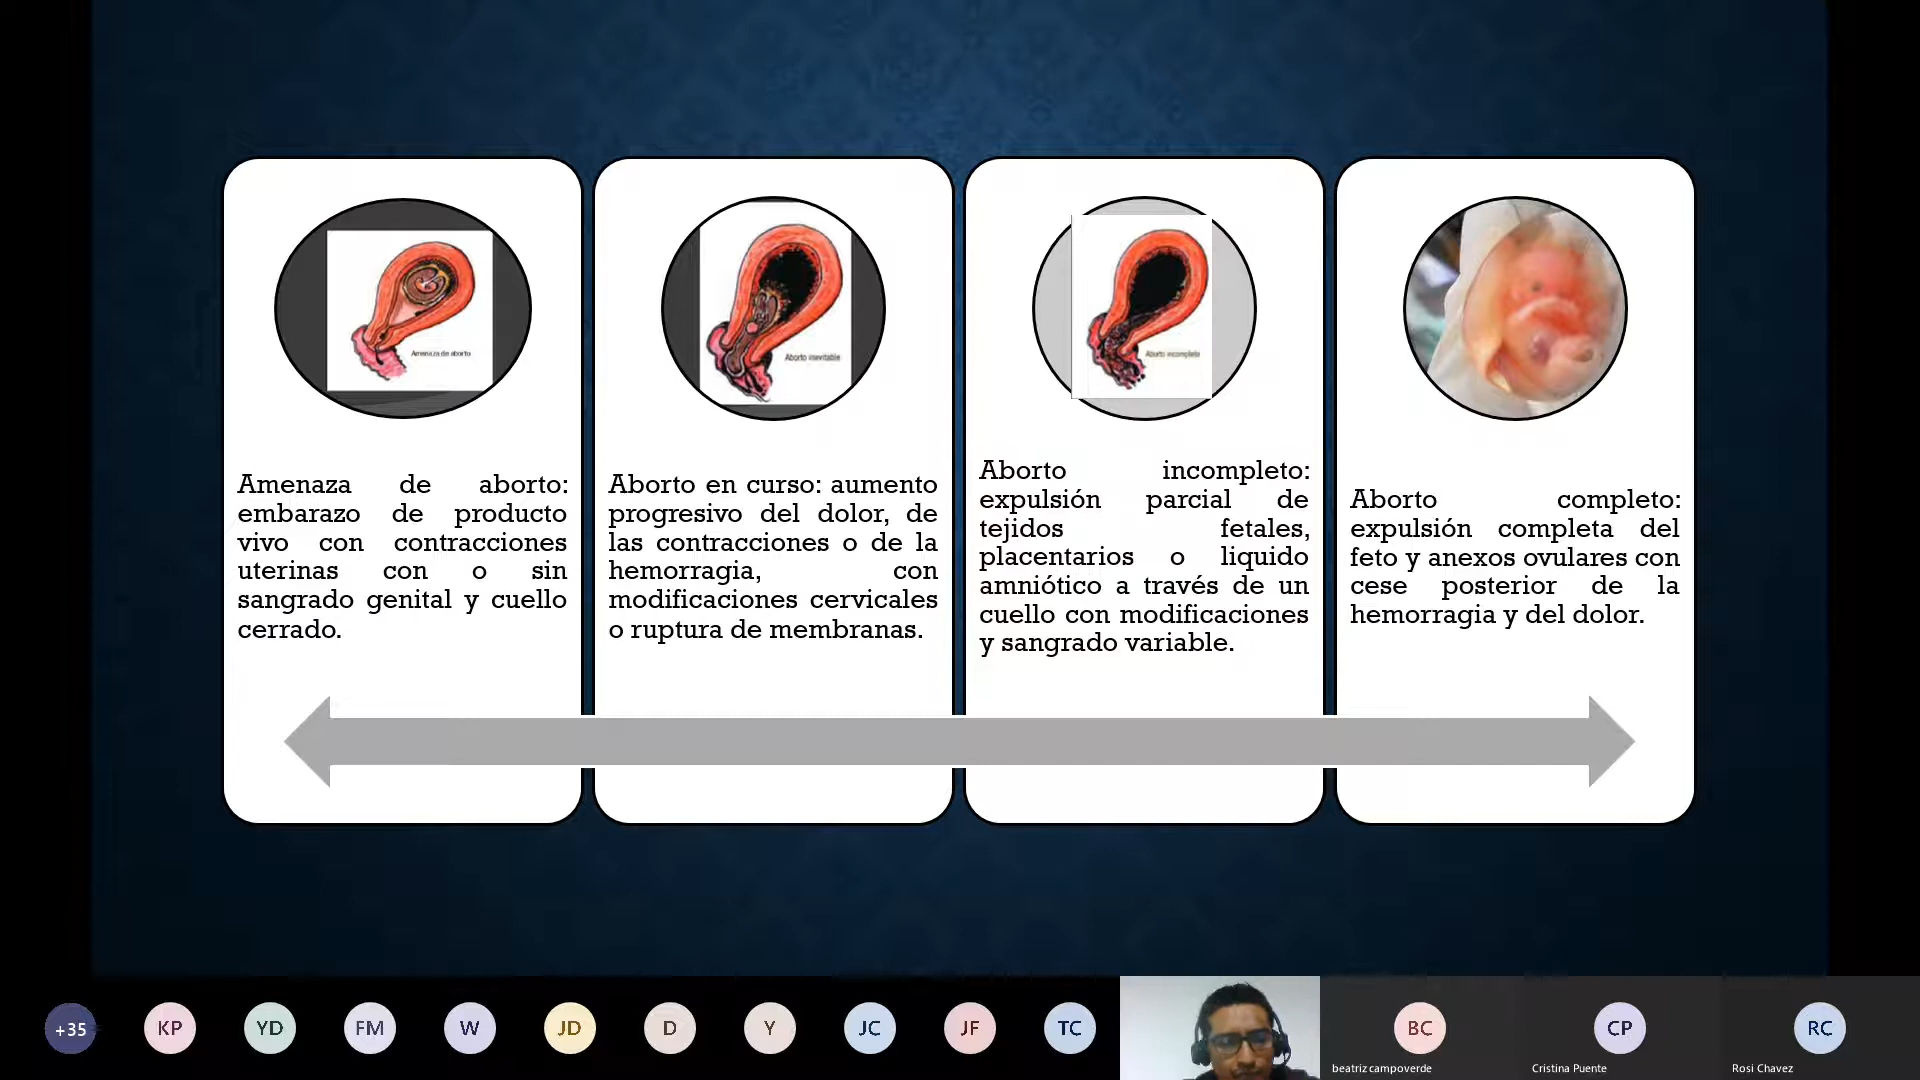 Amenaza de aborto
Amenaza de aborto:
embarazo de producto
vivo con contracciones
uterinas con o sin
sangrado genital y cuello
cerrado.
Aborto inevitable
Aborto en curso: aumento
progresivo del dolor, de
las contracciones o de la
hemorragia, con
modificaciones cervicales
o ruptura de membranas.
Aborto incompleto
Aborto incompleto:
expulsión parcial de
tejidos fetales,
placentarios o liquido
amniótico a través de un
cuello con modificaciones
y sangrado variable.
Aborto completo:
expulsión completa del
feto y anexos ovulares con
cese posterior de la
hemorragia y del dolor.
+35
KP
YD
FM
W
JD
D
Y
JC
JF
TC
BC
beatriz campoverde
CP
Cristina Puente
RC
Rosi Chavez